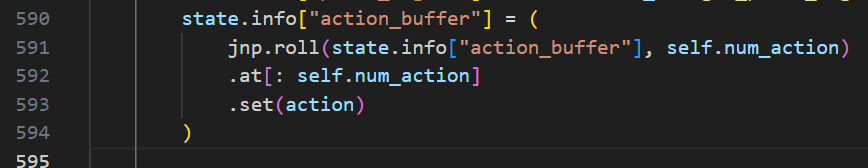 590 state.info["action_buffer"] = (
591 jnp.roll(state.info["action_buffer"], self.num_action)
592 .at[: self.num_action]
593 .set(action)
594 )
595